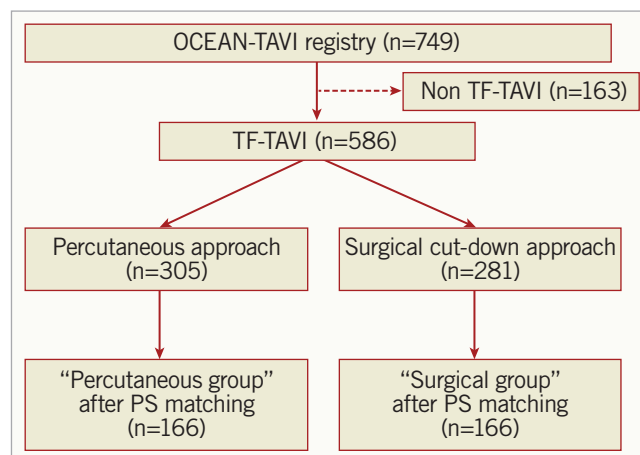 OCEAN-TAVI registry (n=749)
Non TF-TAVI (n=163)
TF-TAVI (n=586)
Percutaneous approach
(n=305)
Surgical cut-down approach
(n=281)
“Percutaneous group”
after PS matching
(n=166)
“Surgical group”
after PS matching
(n=166)